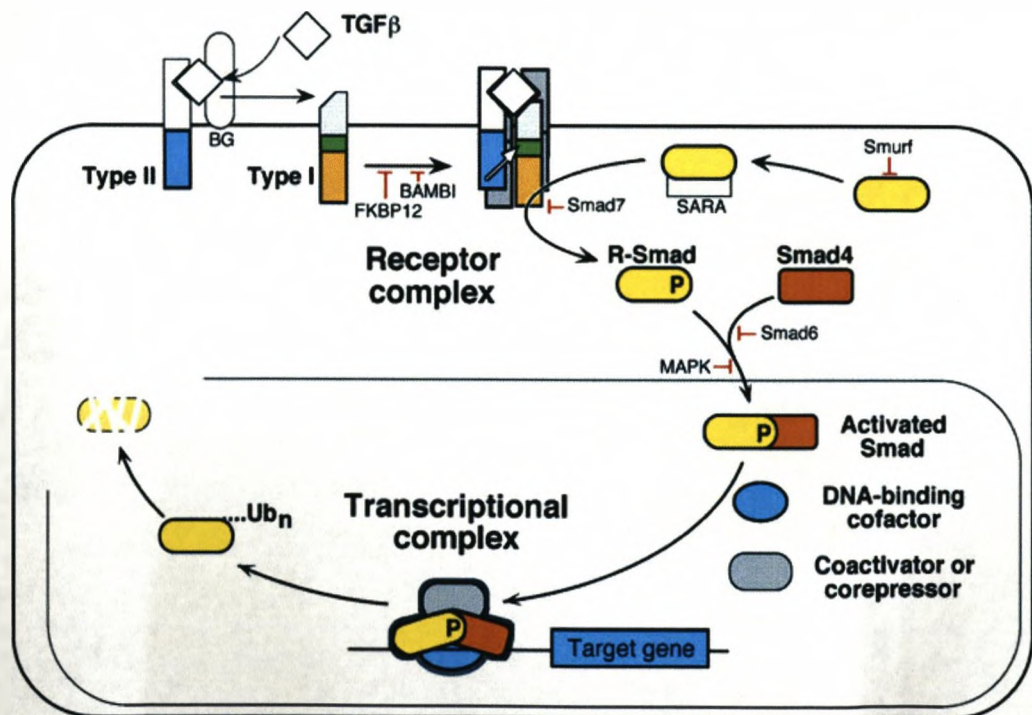 TGFβ
BG
Type II
Type I
BAMBI
FKBP12
Smad7
SARA
Smurf
Receptor
complex
R-Smad
P
Smad4
Smad6
MAPK
P
Activated
Smad
DNA-binding
cofactor
Coactivator or
corepressor
Transcriptional
complex
....Ubn
P
Target gene